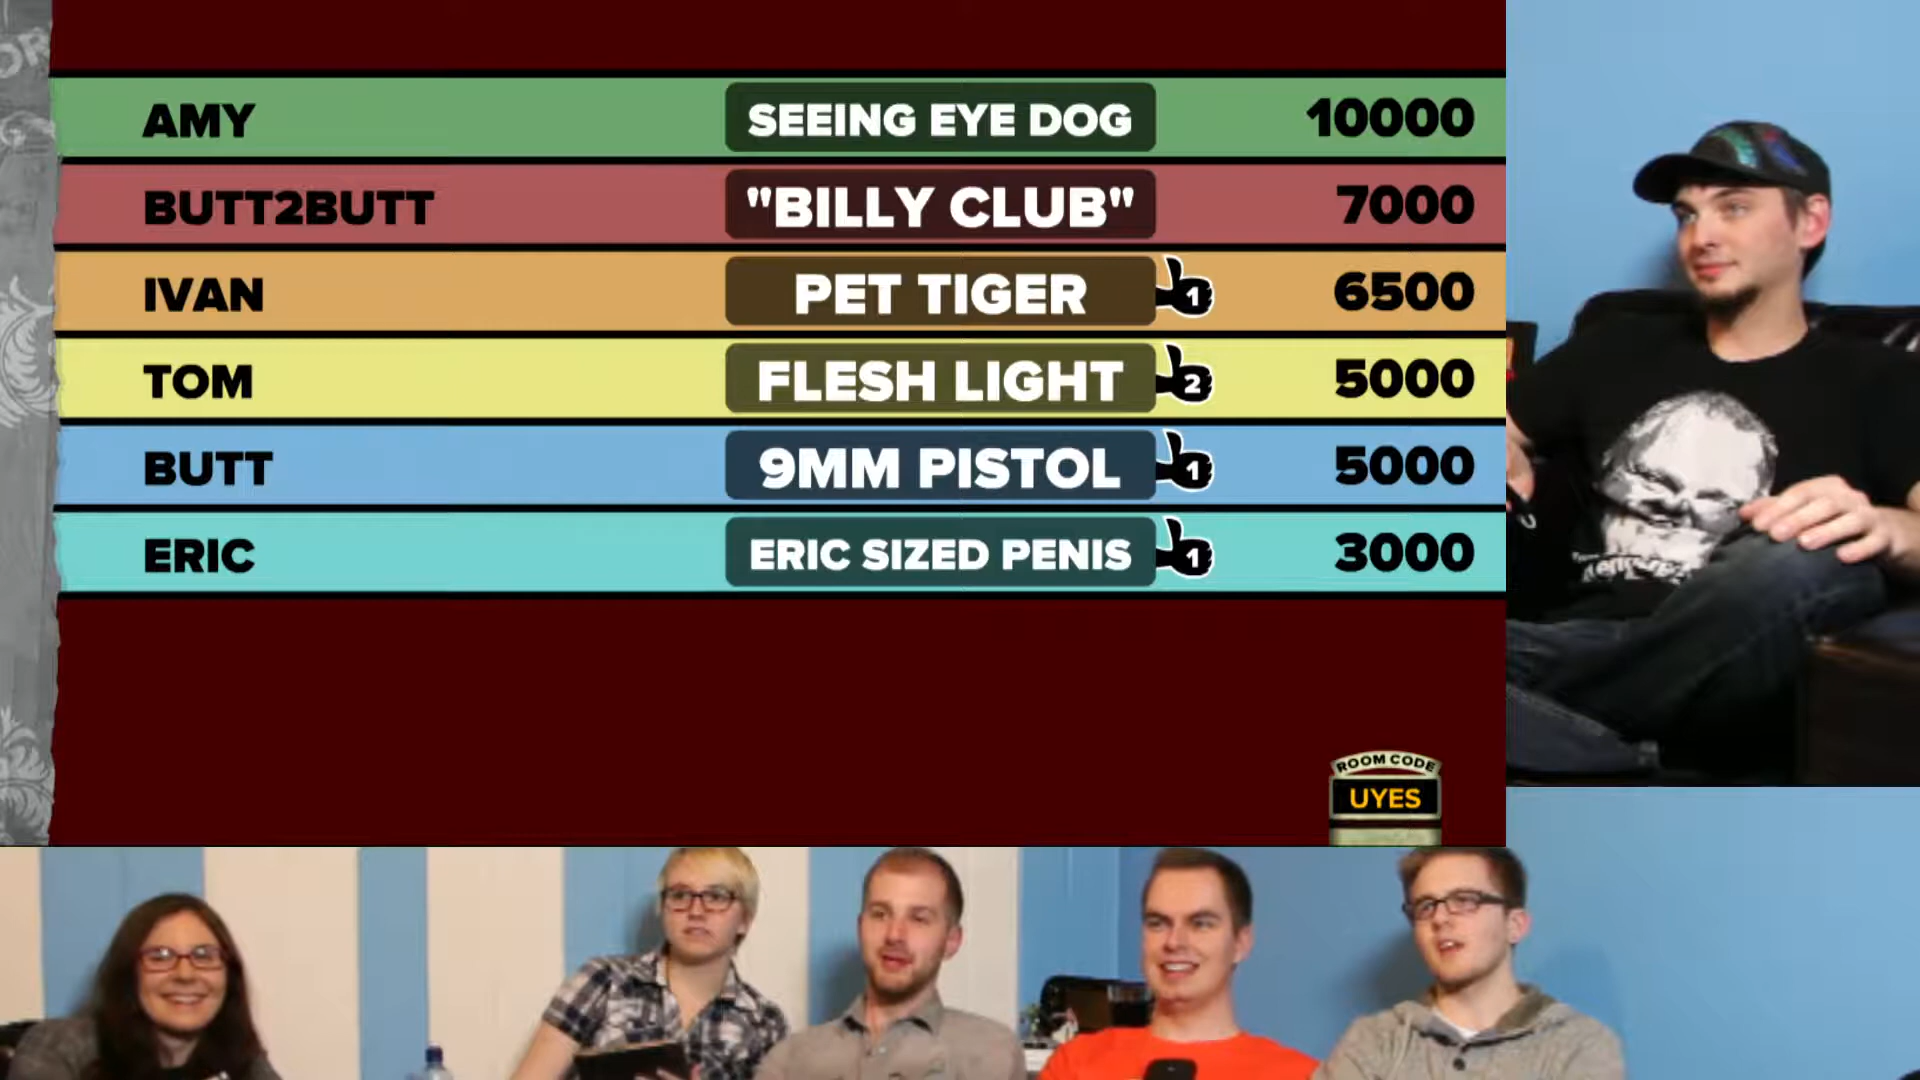 AMY SEEING EYE DOG 10000
BUTT2BUTT "BILLY CLUB" 7000
IVAN PET TIGER 1 6500
TOM FLESH LIGHT 2 5000
BUTT 9MM PISTOL 1 5000
ERIC ERIC SIZED PENIS 1 3000
ROOM CODE
UYES